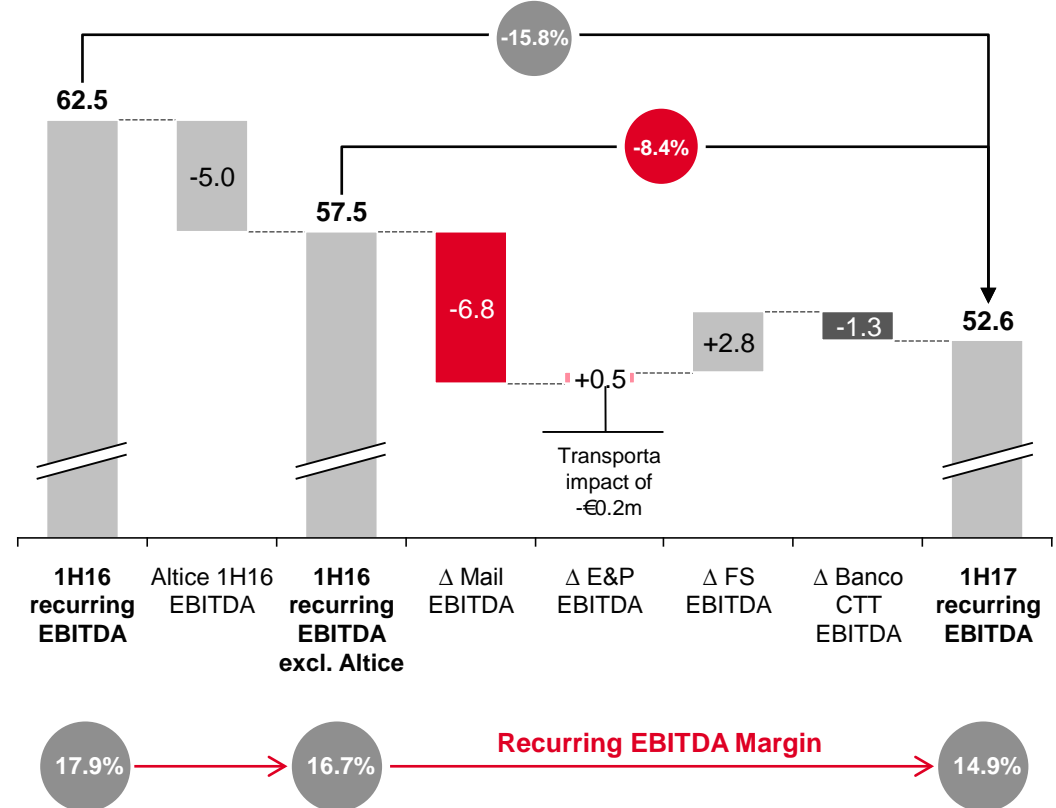 -15.8%
62.5
-8.4%
-5.0
57.5
-6.8
+0.5
+2.8
-1.3
52.6
Transporta
impact of
-€0.2m
1H16
recurring
EBITDA
Altice 1H16
EBITDA
1H16
recurring
EBITDA
excl. Altice
Δ Mail
EBITDA
Δ E&P
EBITDA
Δ FS
EBITDA
Δ Banco
CTT
EBITDA
1H17
recurring
EBITDA
Recurring EBITDA Margin
17.9%
16.7%
14.9%